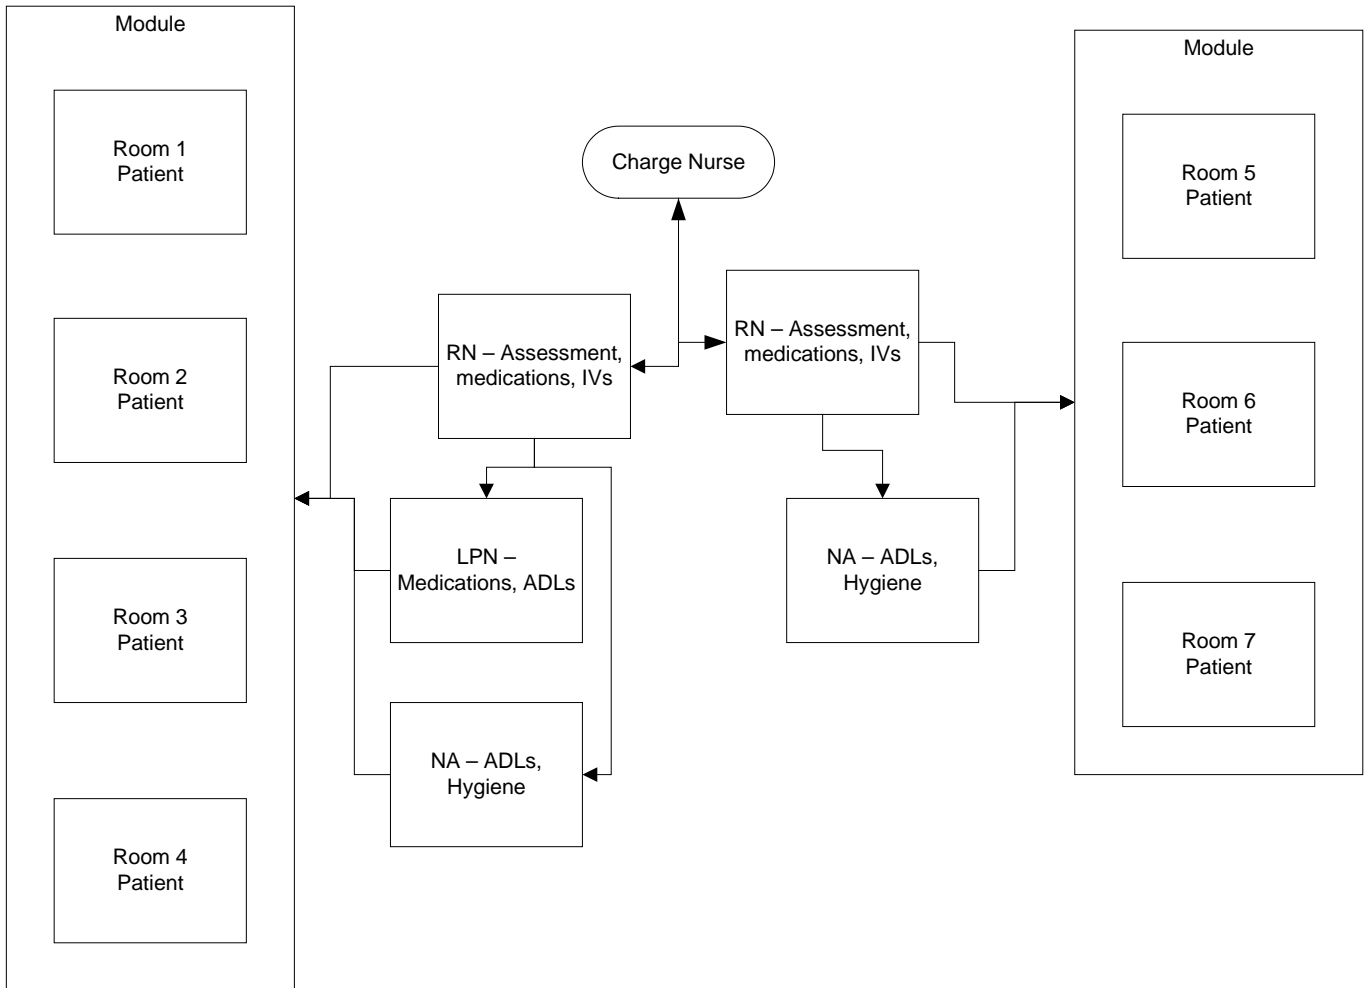 Module
Room 1
Patient
Room 2
Patient
Room 3
Patient
Room 4
Patient
Charge Nurse
RN – Assessment,
medications, IVs
LPN –
Medications, ADLs
NA – ADLs,
Hygiene
RN – Assessment,
medications, IVs
NA – ADLs,
Hygiene
Module
Room 5
Patient
Room 6
Patient
Room 7
Patient